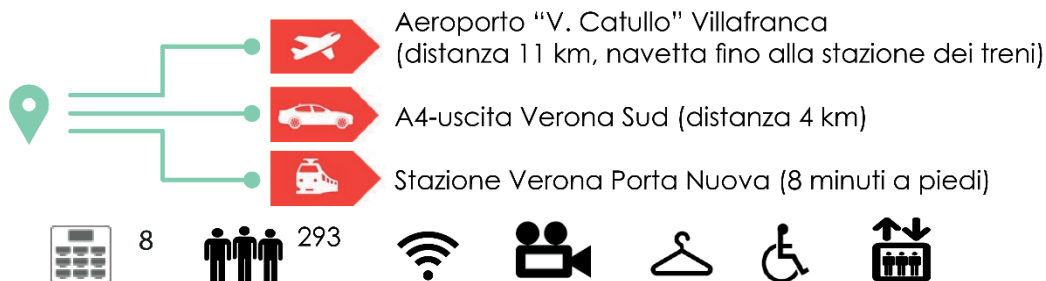 Aeroporto “V. Catullo” Villafranca
(distanza 11 km, navetta fino alla stazione dei treni)
A4-uscita Verona Sud (distanza 4 km)
Stazione Verona Porta Nuova (8 minuti a piedi)
8
293